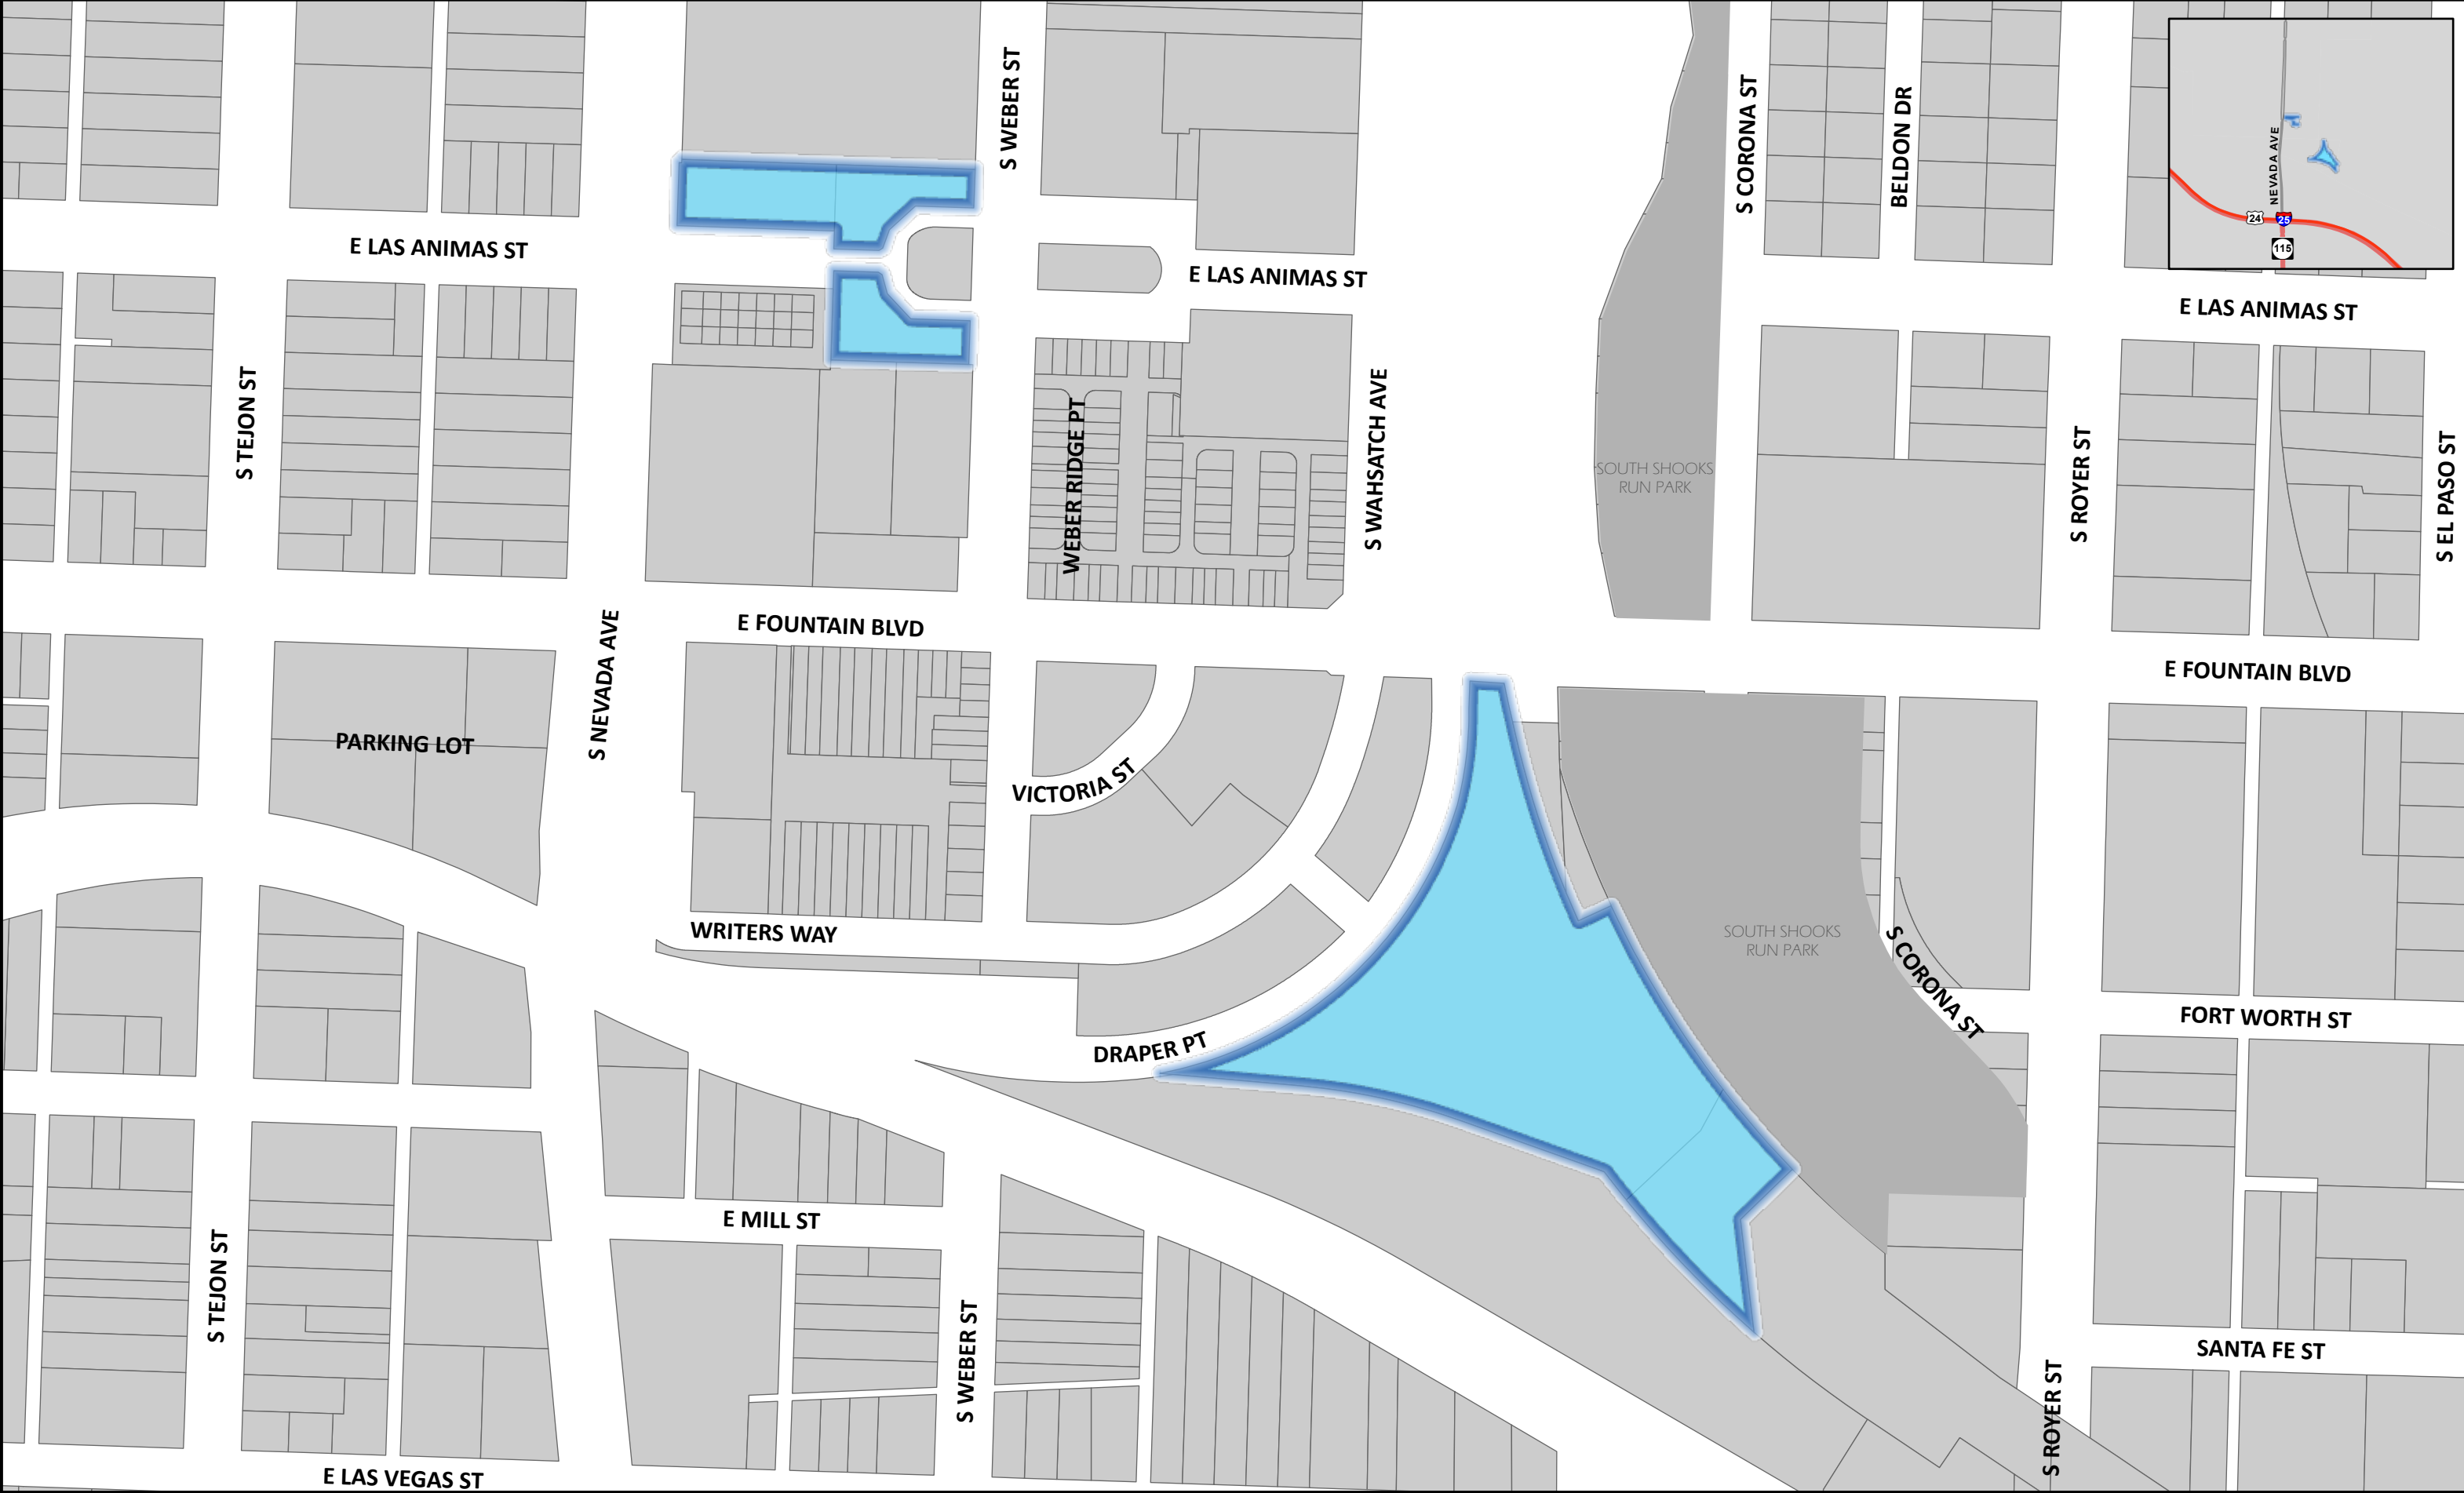 S WEBER ST
S CORONA ST
BELDON DR
NEVADA AVE
24
25
115
E LAS ANIMAS ST
E LAS ANIMAS ST
E LAS ANIMAS ST
S TEJON ST
WEBER RIDGE PT
S WAHSATCH AVE
SOUTH SHOOKS
RUN PARK
S ROYER ST
S EL PASO ST
E FOUNTAIN BLVD
E FOUNTAIN BLVD
S NEVADA AVE
PARKING LOT
VICTORIA ST
WRITERS WAY
SOUTH SHOOKS
RUN PARK
S CORONA ST
FORT WORTH ST
DRAPER PT
E MILL ST
S TEJON ST
S WEBER ST
SANTA FE ST
S ROYER ST
E LAS VEGAS ST